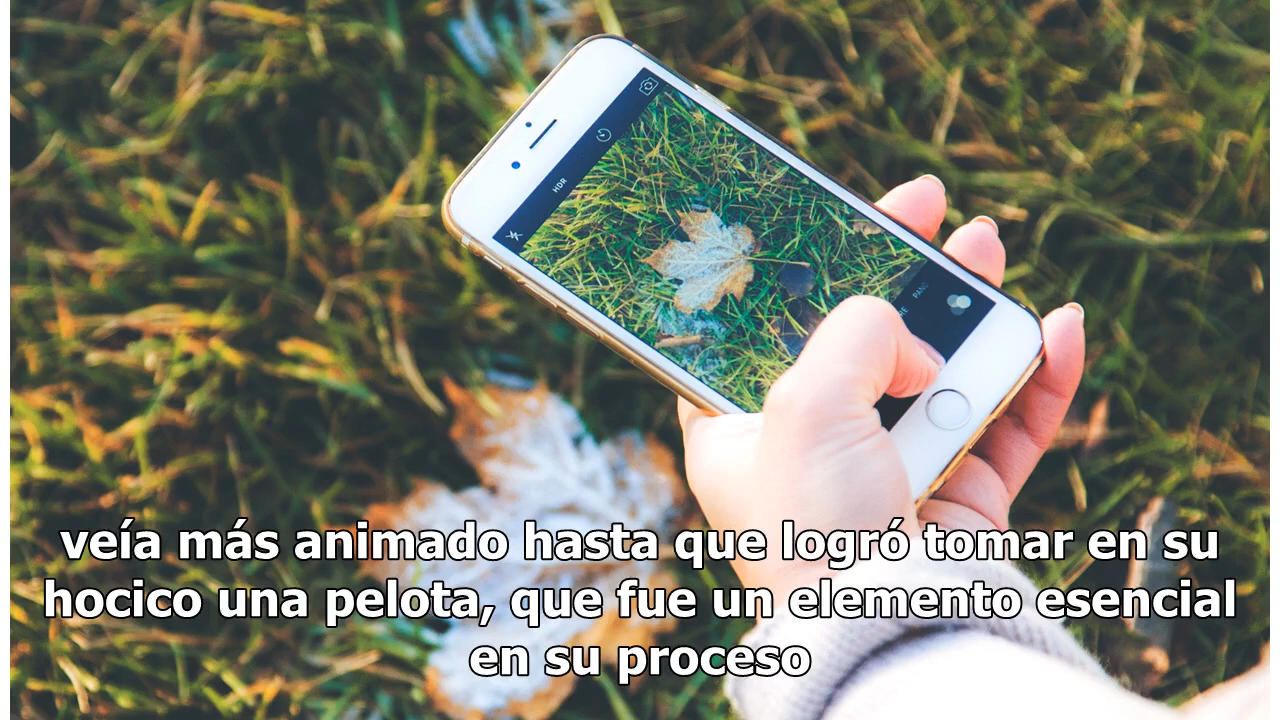 HDR
veía más animado hasta que logró tomar en su
hocico una pelota, que fue un elemento esencial
en su proceso